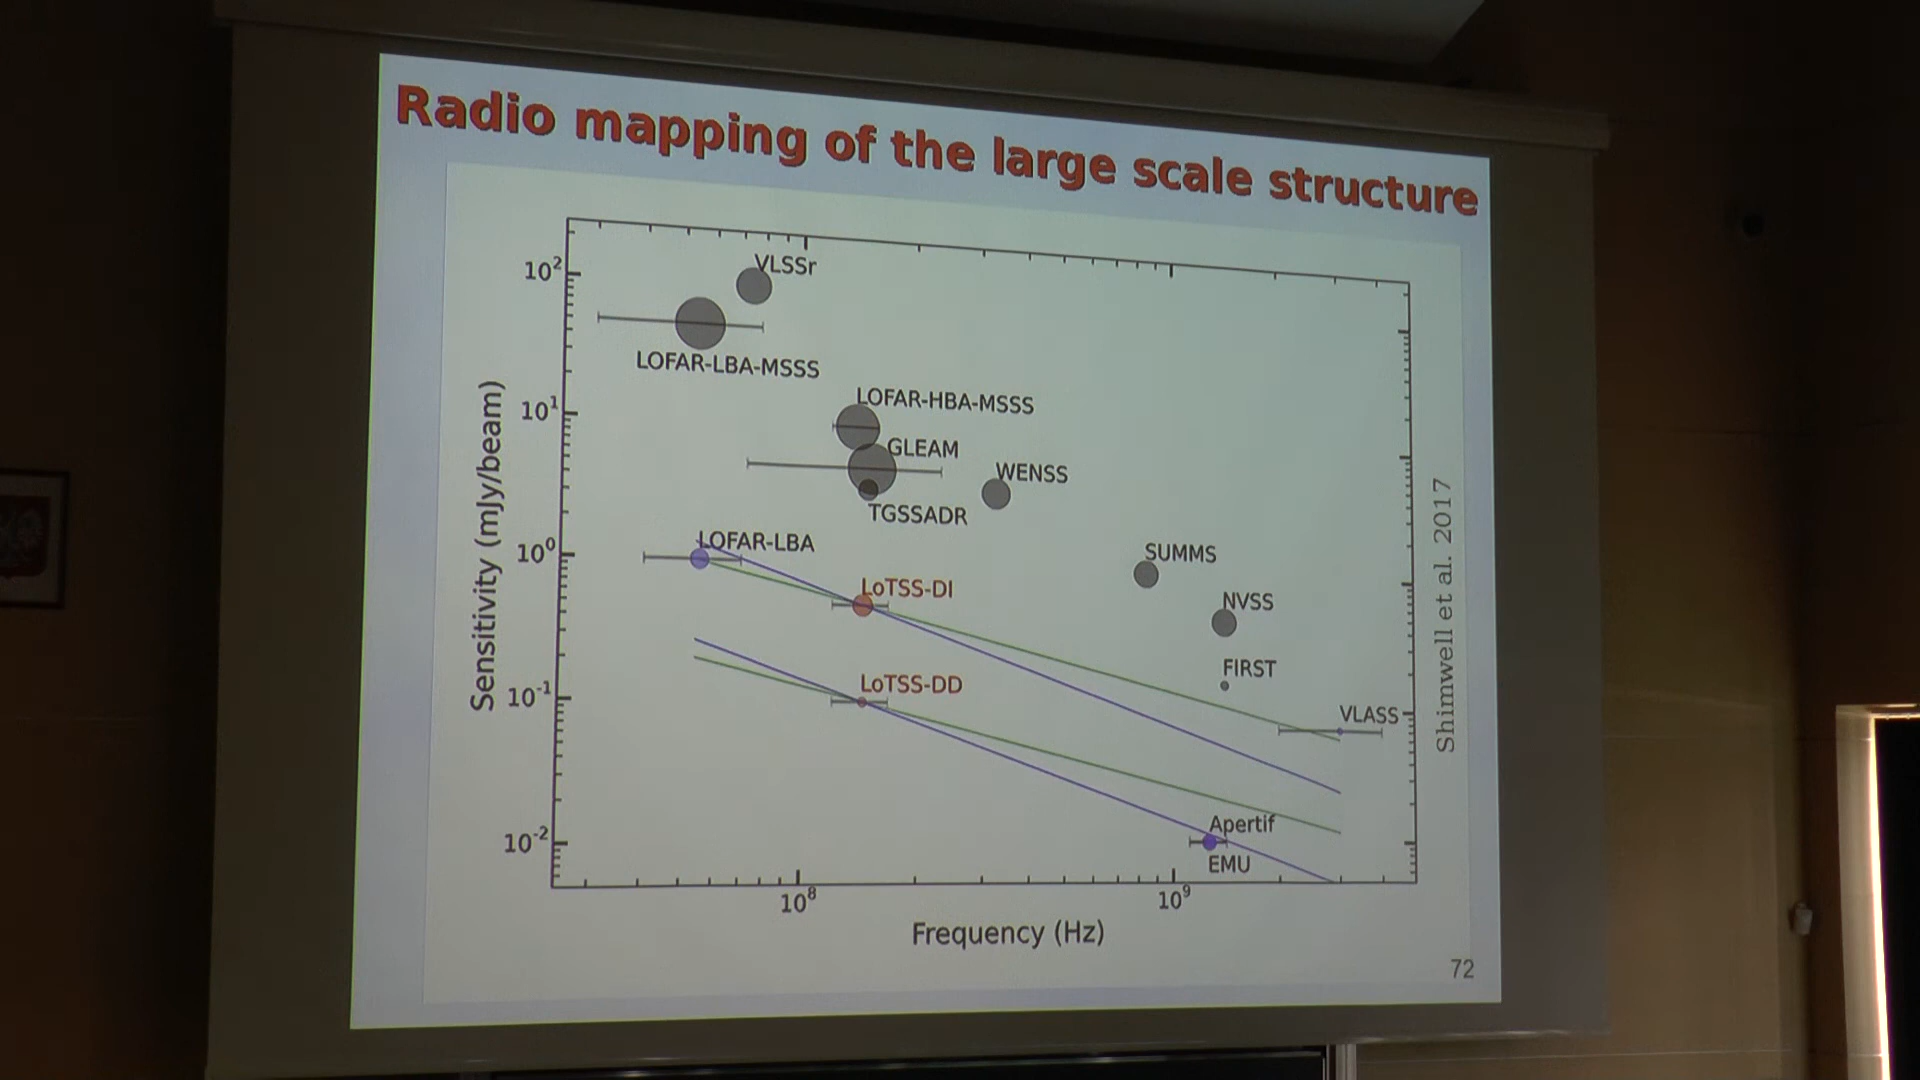 Radio mapping of the large scale structure
10²
VLSSr
LOFAR-LBA-MSSS
10¹
LOFAR-HBA-MSSS
GLEAM
WENSS
TGSSADR
10⁰
LOFAR-LBA
SUMMS
LoTSS-DI
NVSS
FIRST
10⁻¹
LoTSS-DD
VLASS
10⁻²
Apertif
EMU
Sensitivity (mJy/beam)
10⁸
10⁹
Frequency (Hz)
Shimwell et al. 2017
72